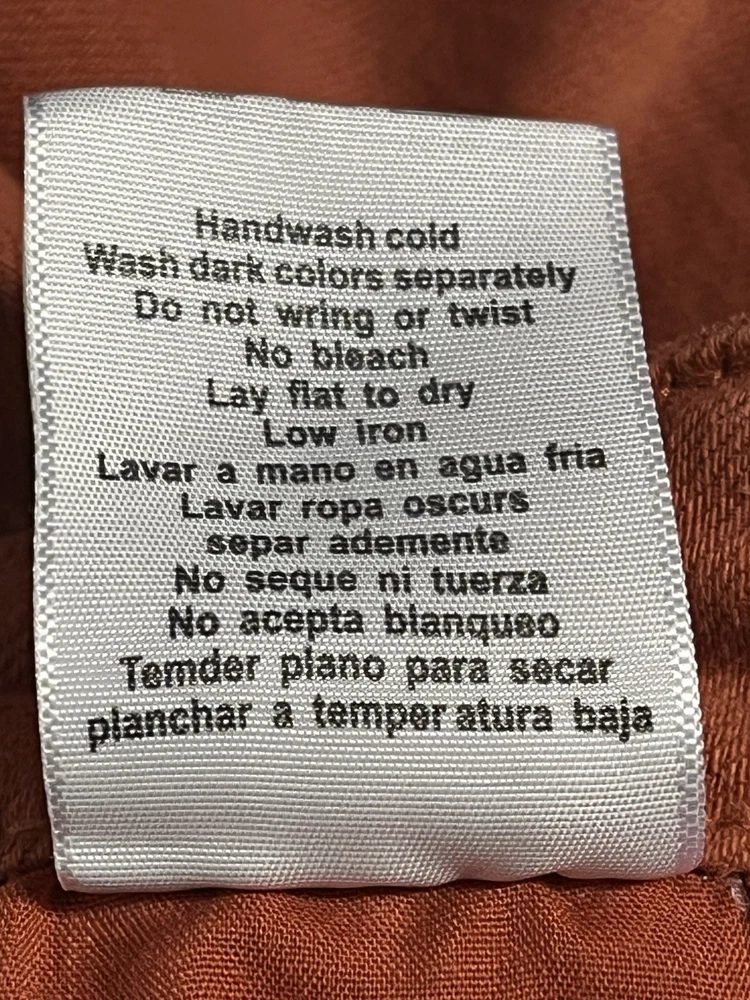 Handwash cold
Wash dark colors separately
Do not wring or twist
No bleach
Lay flat to dry
Low iron
Lavar a mano en agua fria
Lavar ropa oscurs
separ ademente
No seque ni tuerza
No acepta blanqueo
Temder plano para secar
planchar a temper atura baja